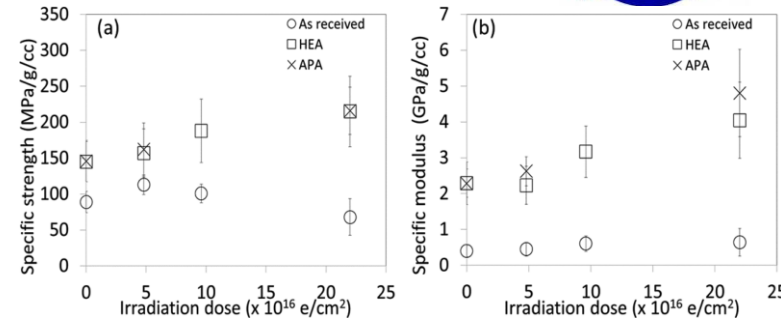 (a)
○ As received
□ HEA
× APA
Specific strength (MPa/g/cc)
350
300
250
200
150
100
50
0
0 5 10 15 20 25
Irradiation dose (x 10¹⁶ e/cm²)
(b)
○ As received
□ HEA
× APA
Specific modulus (GPa/g/cc)
7
6
5
4
3
2
1
0
0 5 10 15 20 25
Irradiation dose (x 10¹⁶ e/cm²)